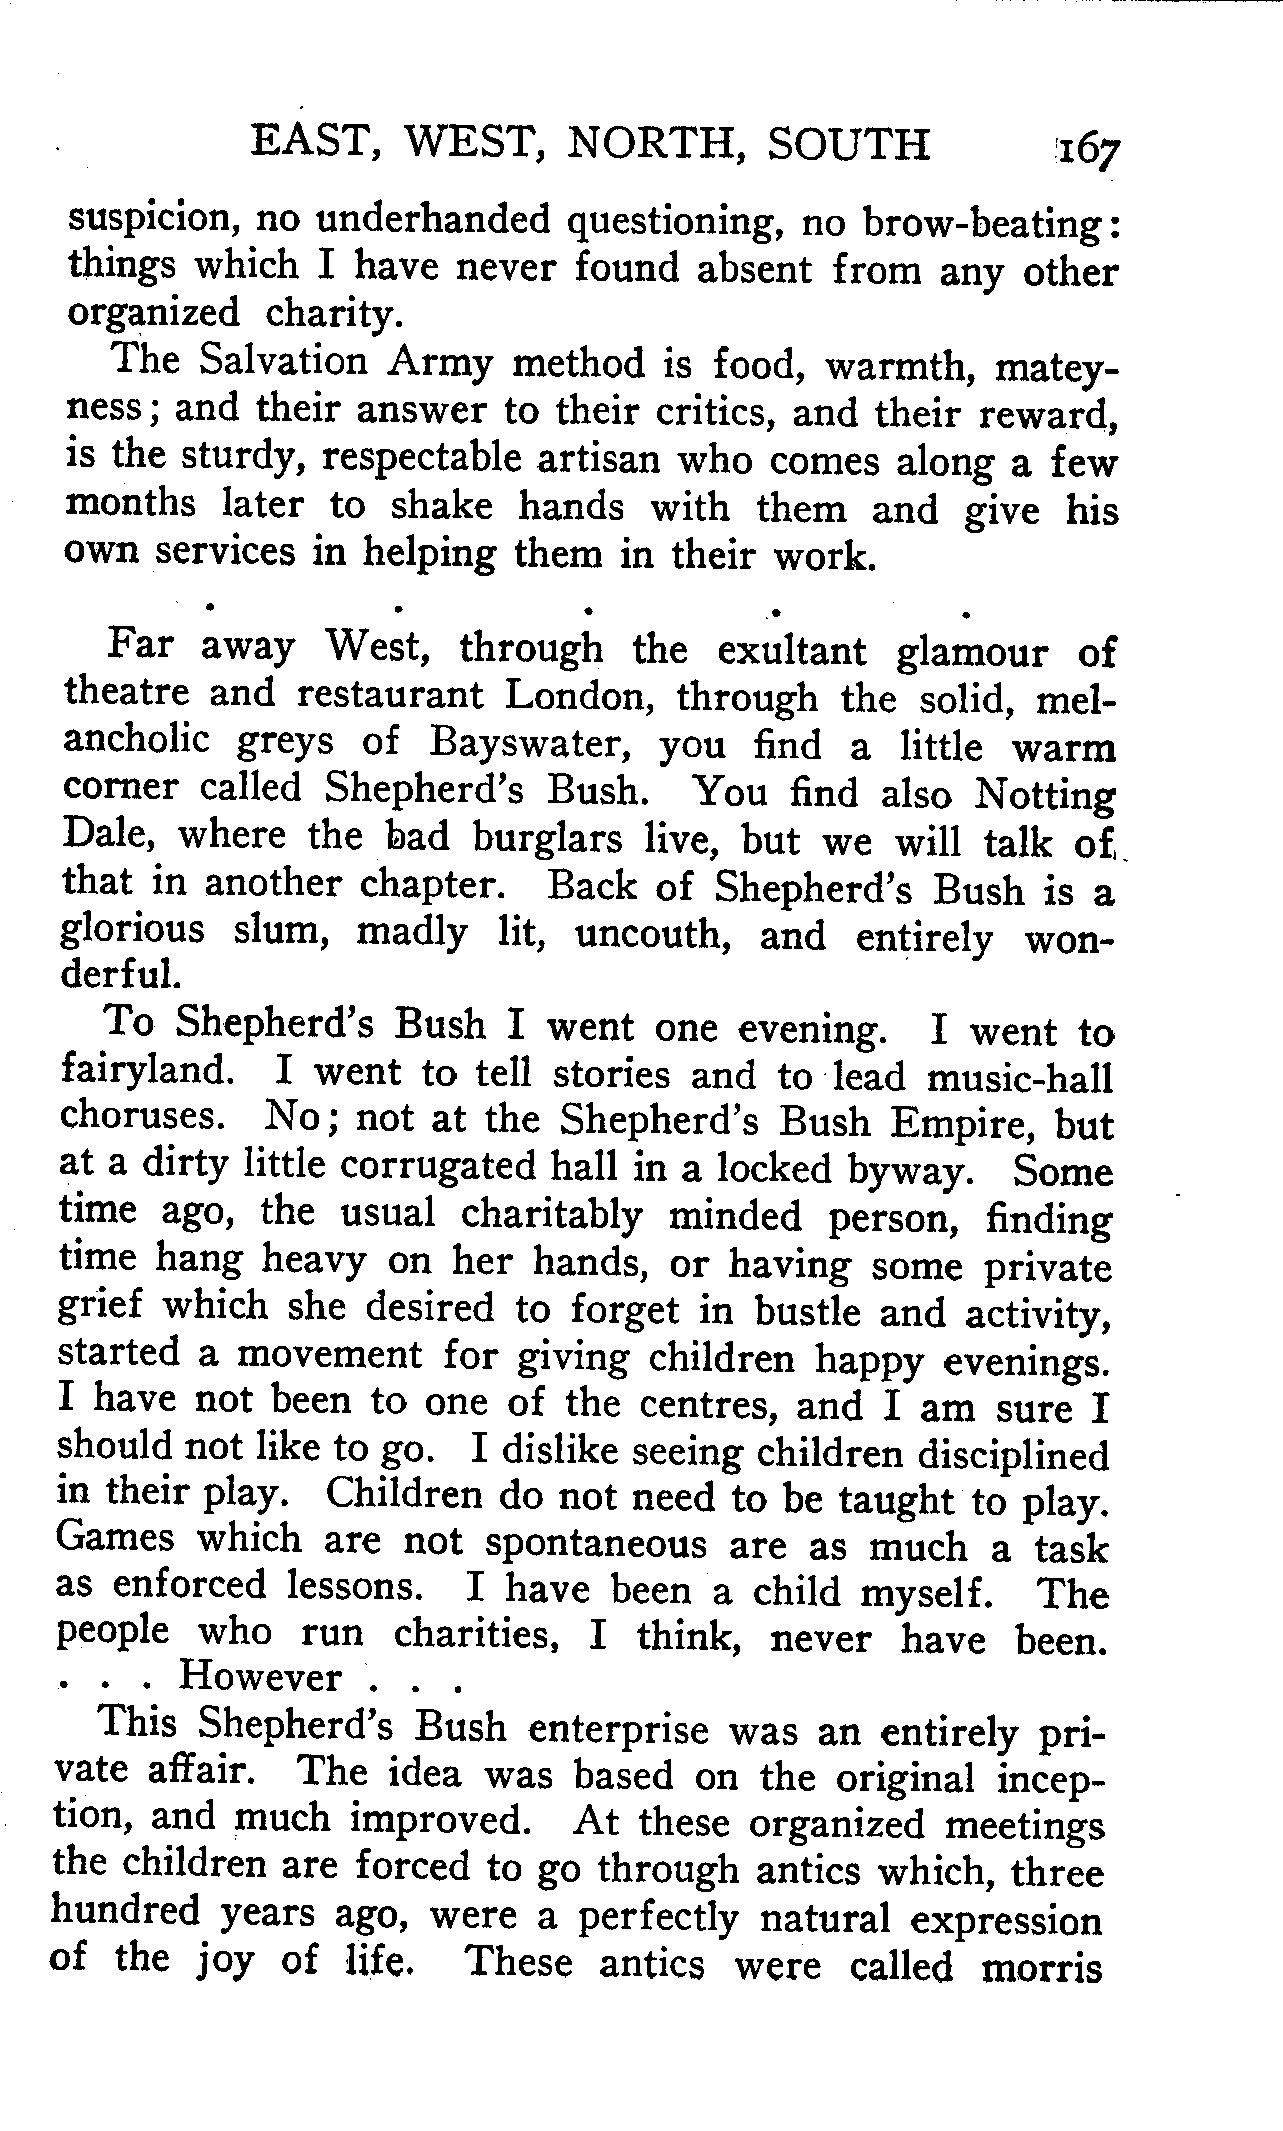 EAST, WEST, NORTH, SOUTH 167
suspicion, no underhanded questioning, no brow-beating:
things which I have never found absent from any other
organized charity.
The Salvation Army method is food, warmth, matey-
ness; and their answer to their critics, and their reward,
is the sturdy, respectable artisan who comes along a few
months later to shake hands with them and give his
own services in helping them in their work.
. . . . .
Far away West, through the exultant glamour of
theatre and restaurant London, through the solid, mel-
ancholic greys of Bayswater, you find a little warm
corner called Shepherd's Bush. You find also Notting
Dale, where the bad burglars live, but we will talk of
that in another chapter. Back of Shepherd's Bush is a
glorious slum, madly lit, uncouth, and entirely won-
derful.
To Shepherd's Bush I went one evening. I went to
fairyland. I went to tell stories and to lead music-hall
choruses. No; not at the Shepherd's Bush Empire, but
at a dirty little corrugated hall in a locked byway. Some
time ago, the usual charitably minded person, finding
time hang heavy on her hands, or having some private
grief which she desired to forget in bustle and activity,
started a movement for giving children happy evenings.
I have not been to one of the centres, and I am sure I
should not like to go. I dislike seeing children disciplined
in their play. Children do not need to be taught to play.
Games which are not spontaneous are as much a task
as enforced lessons. I have been a child myself. The
people who run charities, I think, never have been.
. . . However . . .
This Shepherd's Bush enterprise was an entirely pri-
vate affair. The idea was based on the original incep-
tion, and much improved. At these organized meetings
the children are forced to go through antics which, three
hundred years ago, were a perfectly natural expression
of the joy of life. These antics were called morris